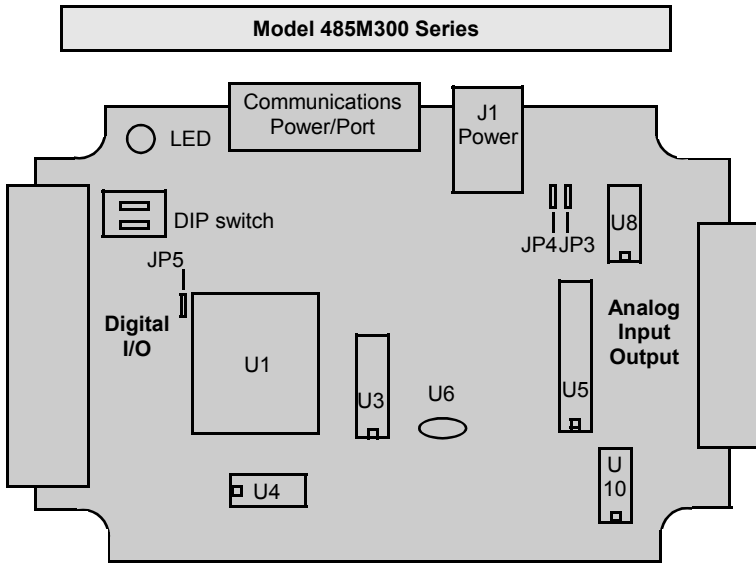 Model 485M300 Series
Communications
Power/Port
J1
Power
LED
DIP switch
U8
JP4 JP3
JP5
Digital
I/O
Analog
Input
Output
U1
U3
U6
U5
U4
U
10